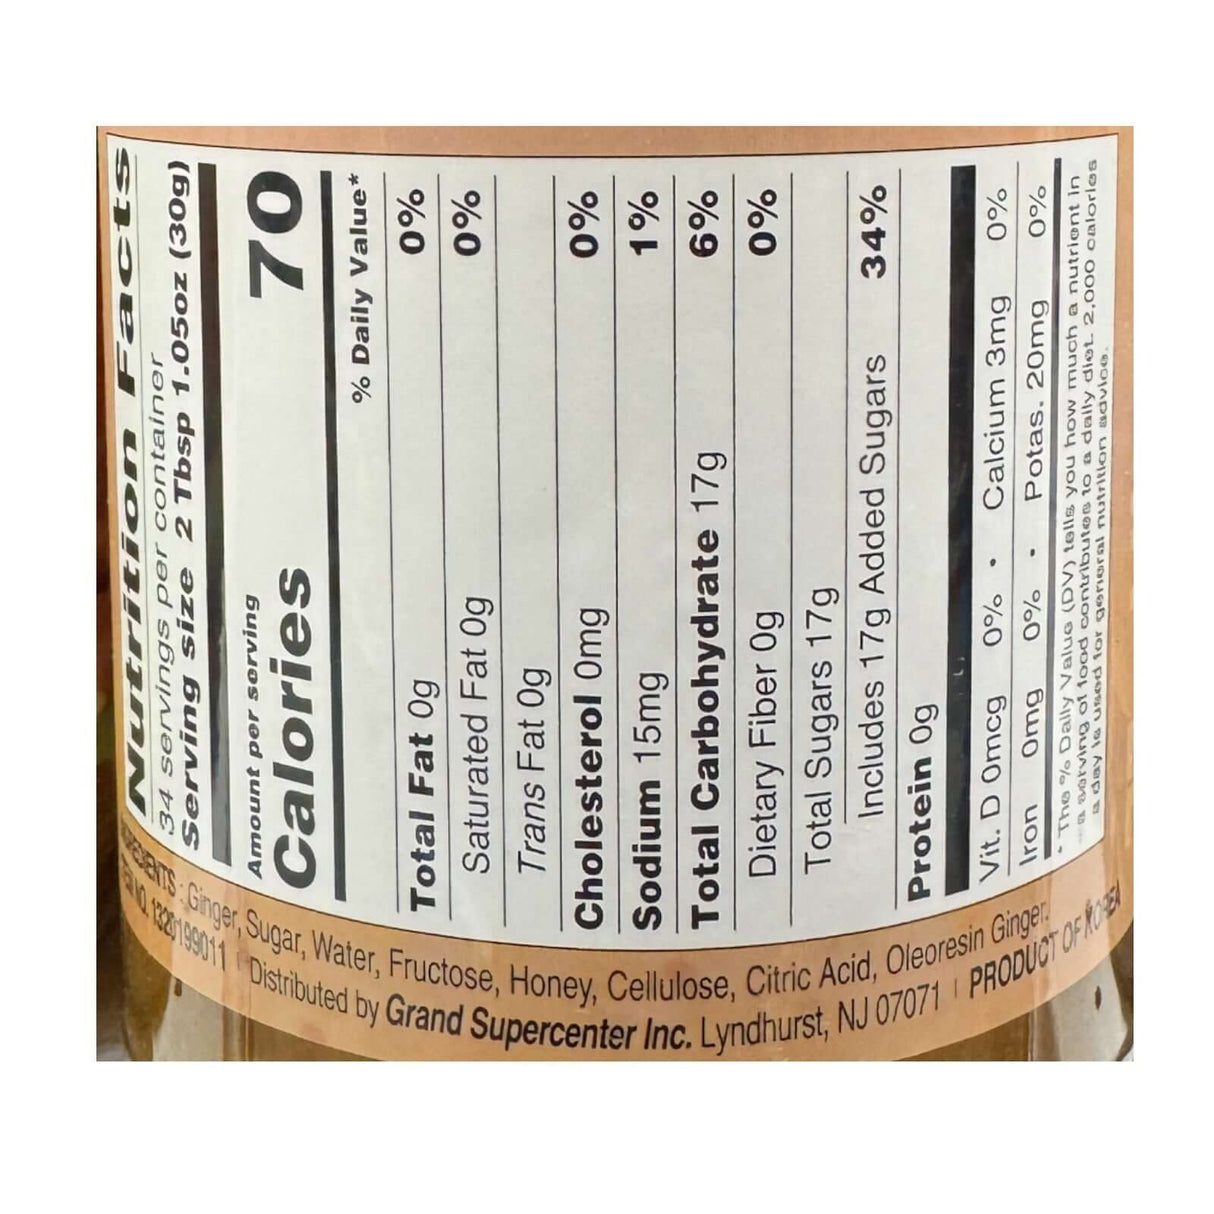 Nutrition Facts
34 servings per container
Serving size 2 Tbsp 1.05oz (30g)
Amount per serving
Calories 70
% Daily Value*
Total Fat 0g 0%
Saturated Fat 0g 0%
Trans Fat 0g
Cholesterol 0mg 0%
Sodium 15mg 1%
Total Carbohydrate 17g 6%
Dietary Fiber 0g 0%
Total Sugars 17g
Includes 17g Added Sugars 34%
Protein 0g
Vit. D 0mcg 0% • Calcium 3mg 0%
Iron 0mg 0% • Potas. 20mg 0%
* The % Daily Value (DV) tells you how much a nutrient in
a serving of food contributes to a daily diet. 2,000 calories
a day is used for general nutrition advice.
INGREDIENTS : Ginger, Sugar, Water, Fructose, Honey, Cellulose, Citric Acid, Oleoresin Ginger.
NO. 1320199011 | Distributed by Grand Supercenter Inc. Lyndhurst, NJ 07071 | PRODUCT OF KOREA